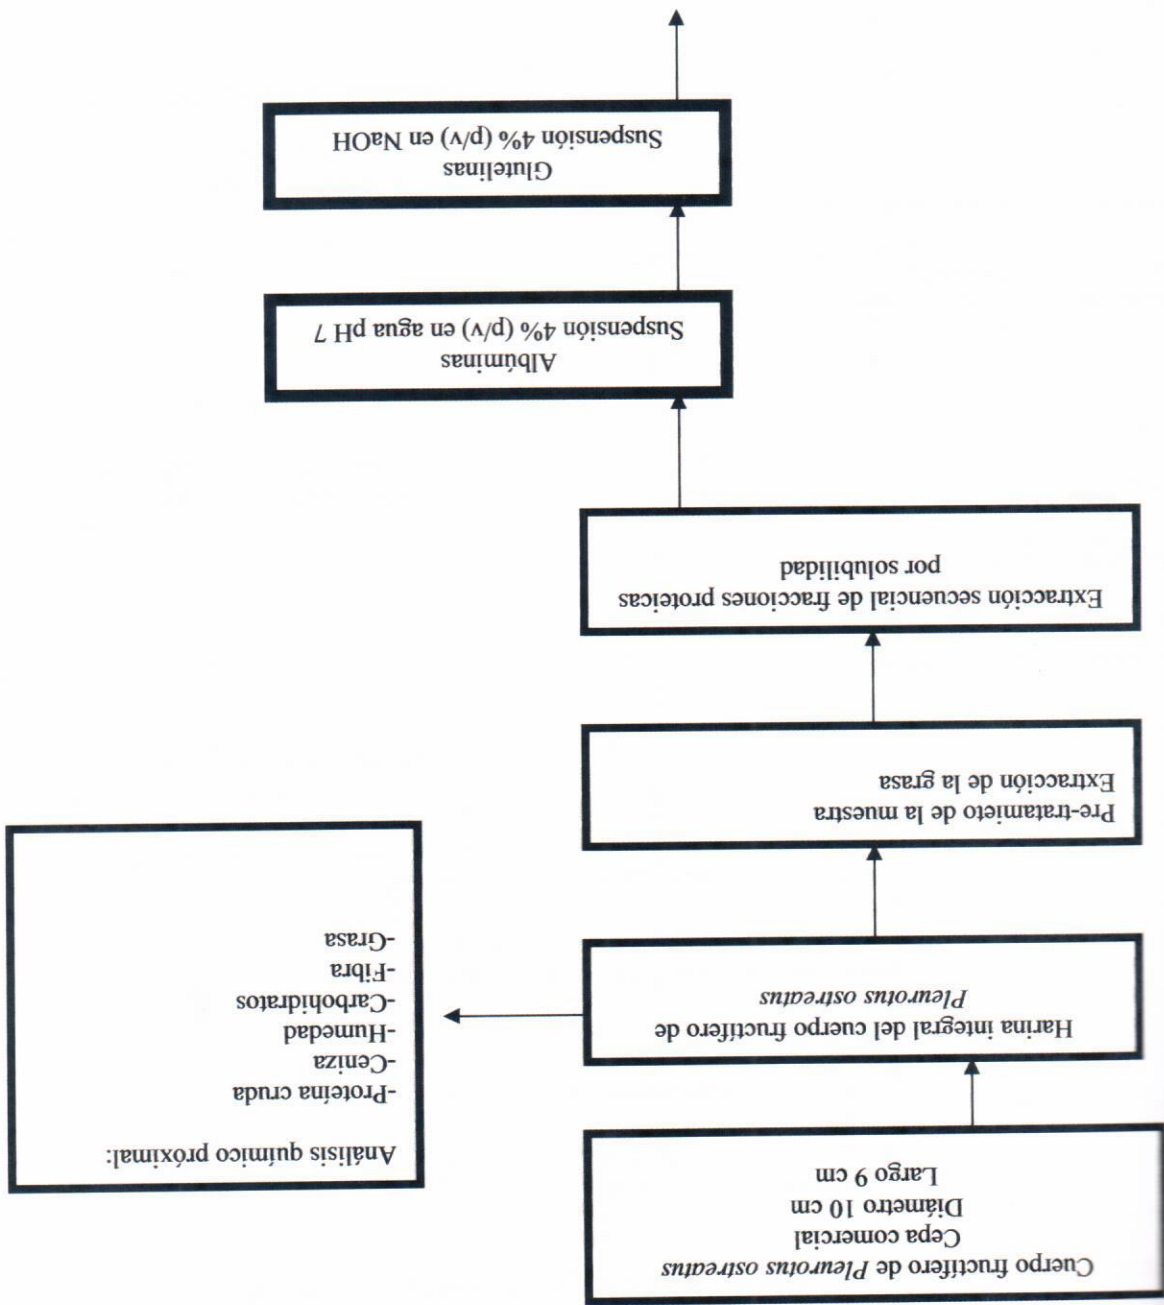 Cuerpo fructífero de Pleurotus ostreatus
Cepa comercial
Diámetro 10 cm
Largo 9 cm
Harina integral del cuerpo fructífero de
Pleurotus ostreatus
Análisis químico próximal:
-Proteína cruda
-Ceniza
-Humedad
-Carbohidratos
-Fibra
-Grasa
Pre-tratamieto de la muestra
Extracción de la grasa
Extracción secuencial de fracciones proteicas
por solubilidad
Albúminas
Suspensión 4% (p/v) en agua pH 7
Glutelinas
Suspensión 4% (p/v) en NaOH